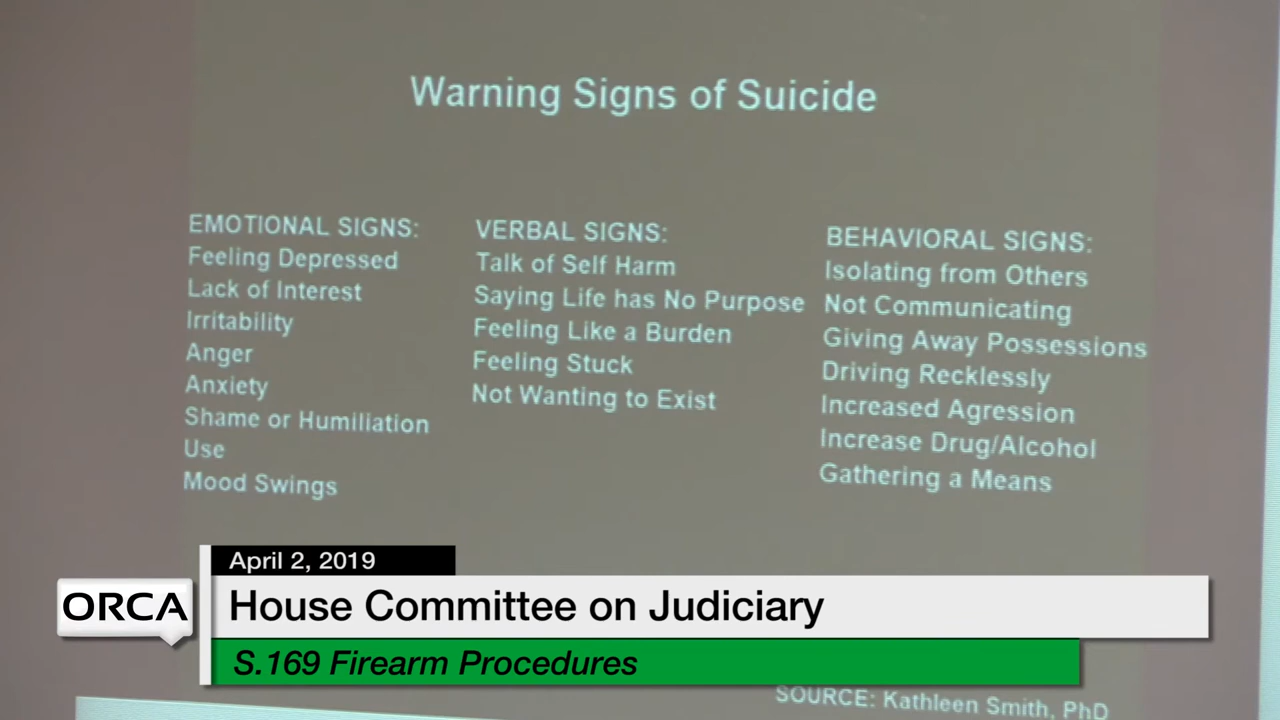 Warning Signs of Suicide
EMOTIONAL SIGNS:
Feeling Depressed
Lack of Interest
Irritability
Anger
Anxiety
Shame or Humiliation
Use
Mood Swings
VERBAL SIGNS:
Talk of Self Harm
Saying Life has No Purpose
Feeling Like a Burden
Feeling Stuck
Not Wanting to Exist
BEHAVIORAL SIGNS:
Isolating from Others
Not Communicating
Giving Away Possessions
Driving Recklessly
Increased Agression
Increase Drug/Alcohol
Gathering a Means
April 2, 2019
ORCA
House Committee on Judiciary
S.169 Firearm Procedures
SOURCE: Kathleen Smith, PhD